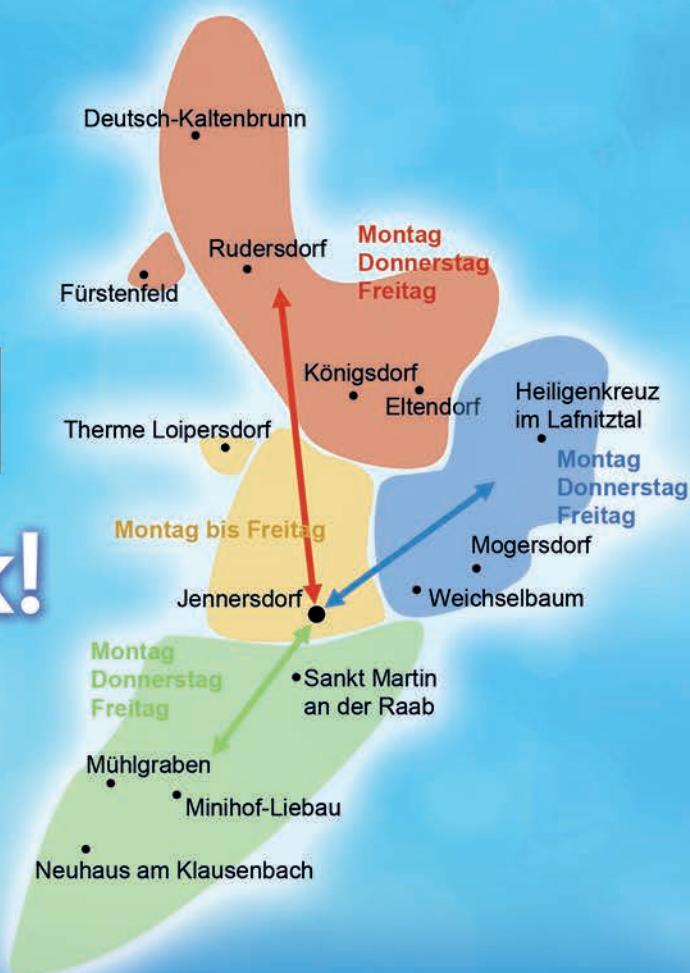 Deutsch-Kaltenbrunn
Rudersdorf
Montag
Donnerstag
Freitag
Fürstenfeld
Königsdorf
Eltendorf
Heiligenkreuz
im Lafnitztal
Therme Loipersdorf
Montag
Donnerstag
Freitag
Montag bis Freitag
Mogersdorf
k!
Jennersdorf
Weichselbaum
Montag
Donnerstag
Freitag
Sankt Martin
an der Raab
Mühlgraben
Minihof-Liebau
Neuhaus am Klausenbach